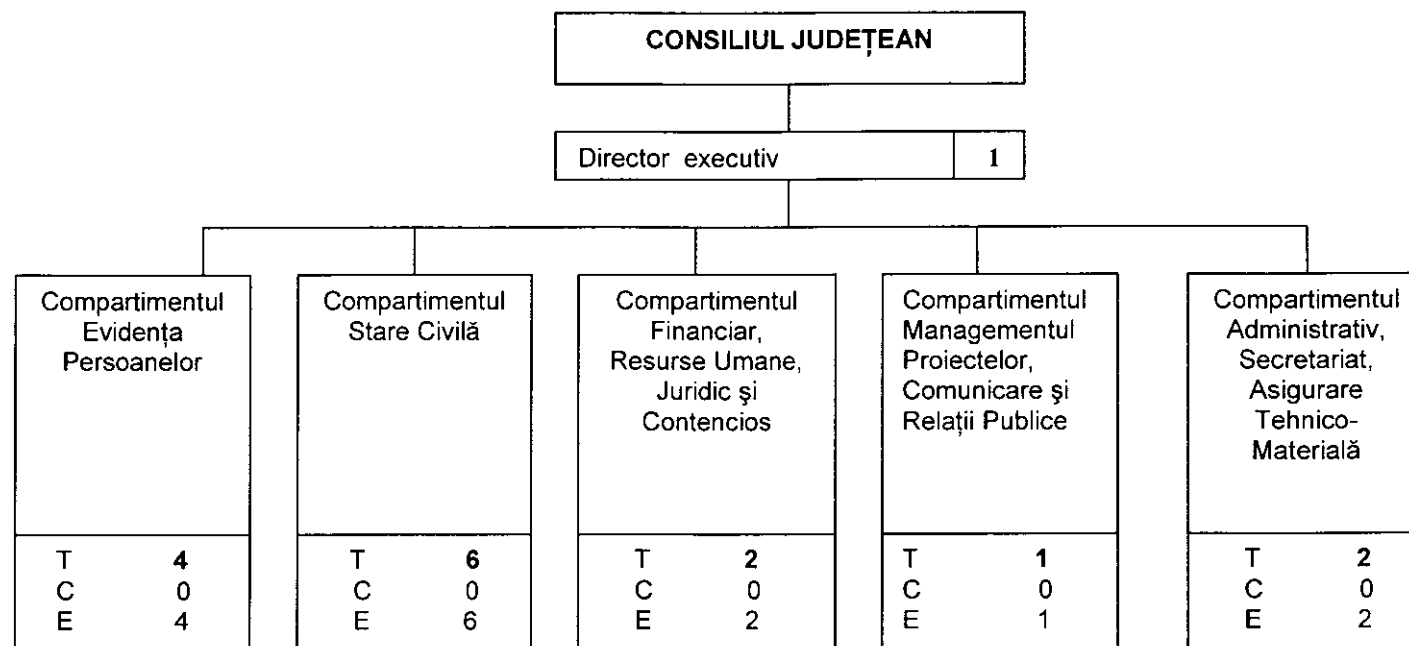 CONSILIUL JUDEȚEAN
Director executiv 1
Compartimentul
Evidența
Persoanelor
T 4
C 0
E 4
Compartimentul
Stare Civilă
T 6
C 0
E 6
Compartimentul
Financiar,
Resurse Umane,
Juridic şi
Contencios
T 2
C 0
E 2
Compartimentul
Managementul
Proiectelor,
Comunicare şi
Relații Publice
T 1
C 0
E 1
Compartimentul
Administrativ,
Secretariat,
Asigurare
Tehnico-
Materială
T 2
C 0
E 2